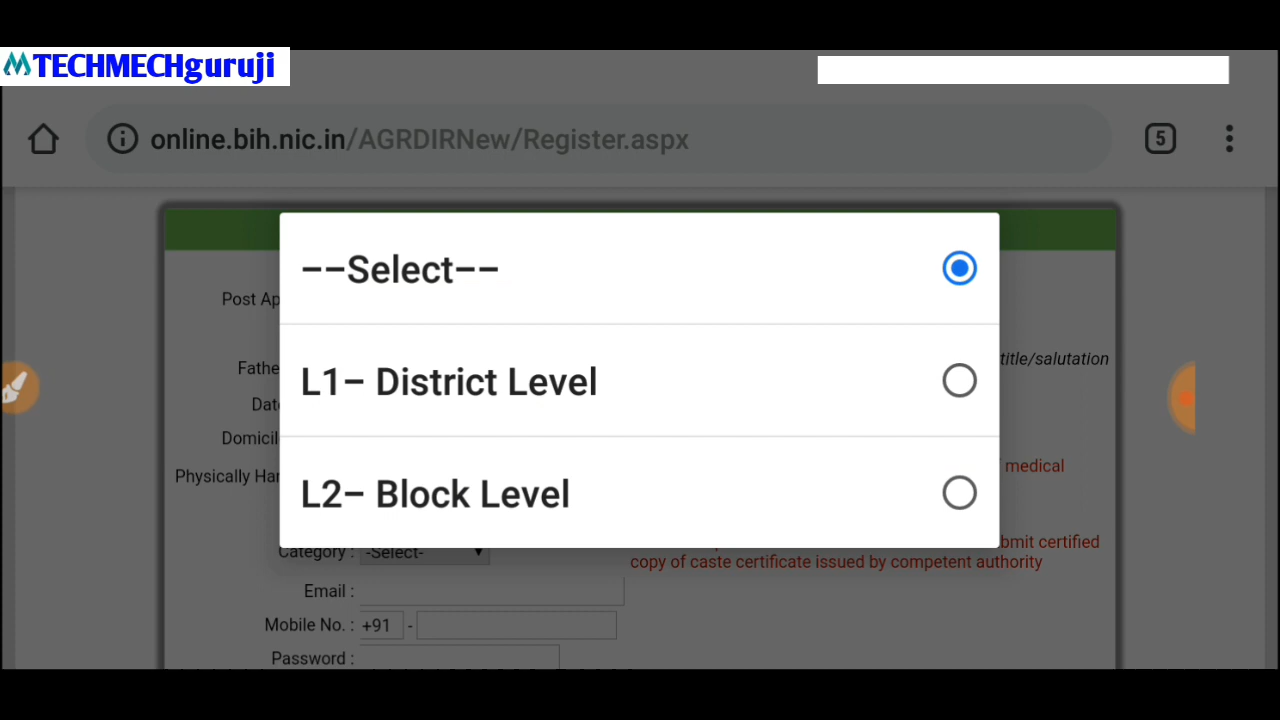 TECHMECHguruji
online.bih.nic.in/AGRDIRNew/Register.aspx
5
--Select--
Post Ap
L1– District Level
title/salutation
Fathe
Dat
Domicil
medical
Physically Har
L2– Block Level
bmit certified
Category : -Select-
copy of caste certificate issued by competent authority
Email :
Mobile No. : +91 -
Password :